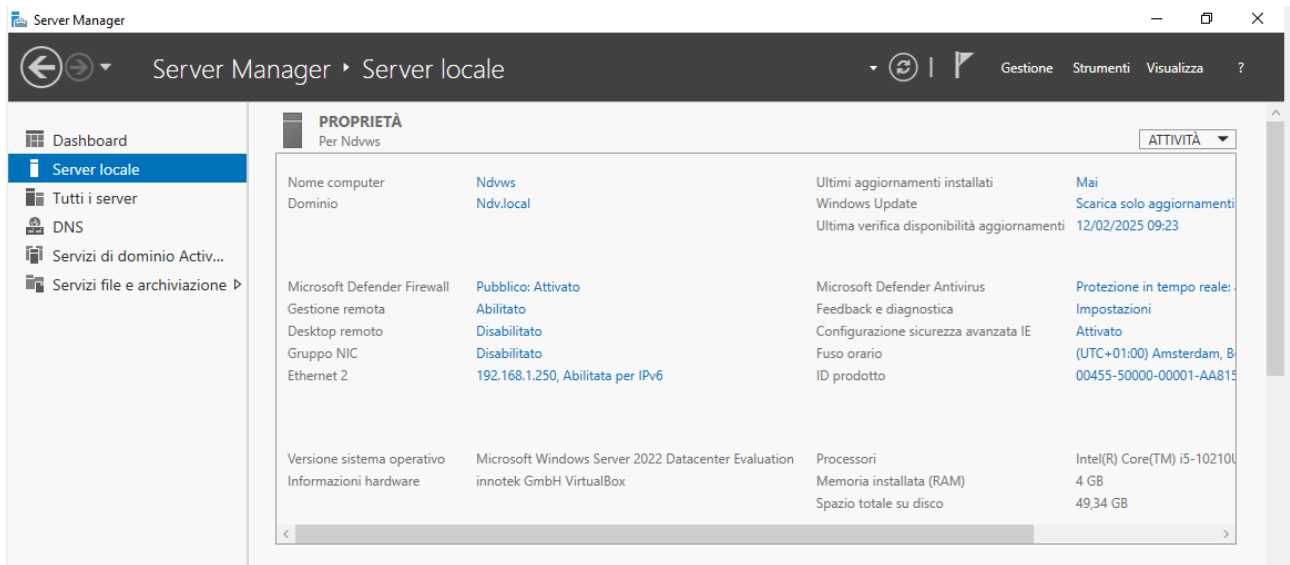 Server Manager
Server Manager ‣ Server locale
Gestione Strumenti Visualizza ?
Dashboard
Server locale
Tutti i server
DNS
Servizi di dominio Activ...
Servizi file e archiviazione
PROPRIETÀ
Per Ndvws
ATTIVITÀ
Nome computer Ndvws
Dominio Ndv.local
Ultimi aggiornamenti installati Mai
Windows Update Scarica solo aggiornamenti
Ultima verifica disponibilità aggiornamenti 12/02/2025 09:23
Microsoft Defender Firewall Pubblico: Attivato
Gestione remota Abilitato
Desktop remoto Disabilitato
Gruppo NIC Disabilitato
Ethernet 2 192.168.1.250, Abilitata per IPv6
Microsoft Defender Antivirus Protezione in tempo reale:
Feedback e diagnostica Impostazioni
Configurazione sicurezza avanzata IE Attivato
Fuso orario (UTC+01:00) Amsterdam,
ID prodotto 00455-50000-00001-AA815
Versione sistema operativo Microsoft Windows Server 2022 Datacenter Evaluation
Informazioni hardware innotek GmbH VirtualBox
Processori Intel(R) Core(TM) i5-10210U
Memoria installata (RAM) 4 GB
Spazio totale su disco 49,34 GB